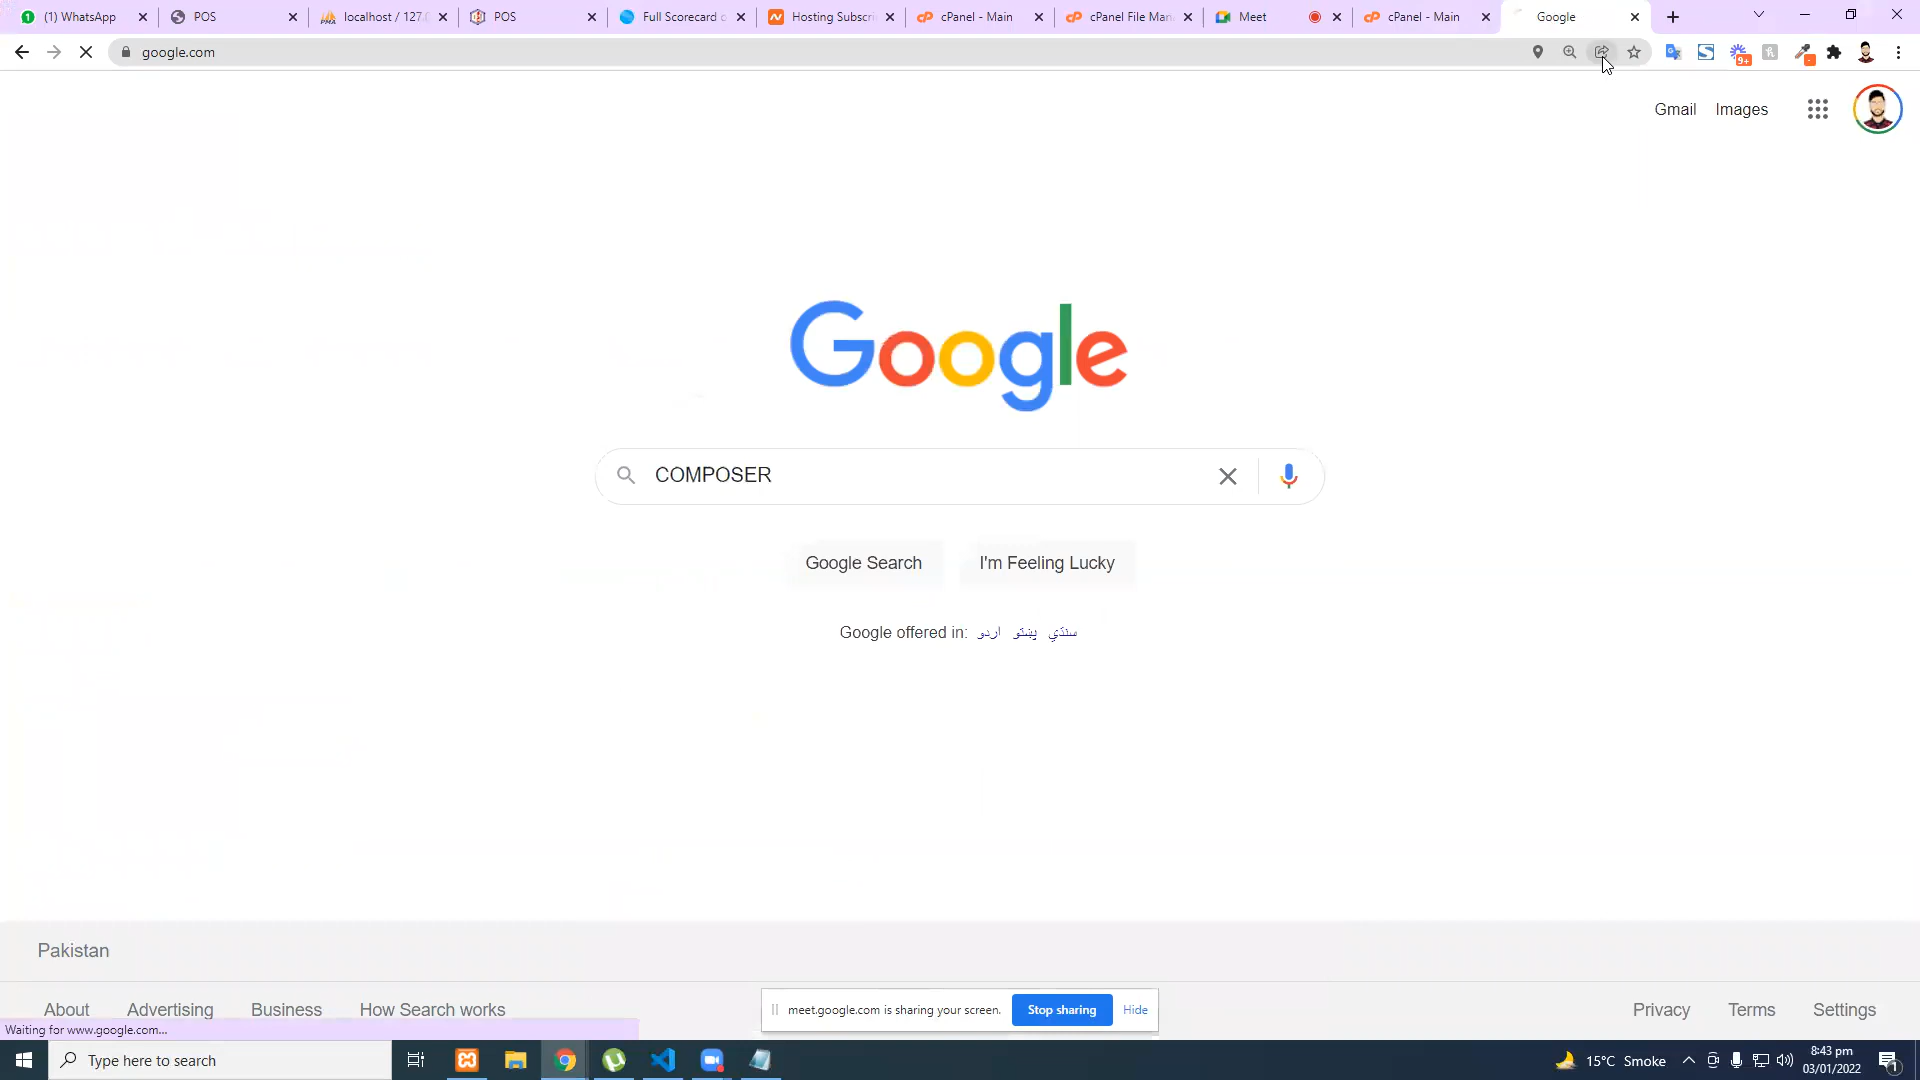 (1) WhatsApp
POS
localhost / 127.
POS
Full Scorecard
Hosting Subscri
cPanel - Main
cPanel File Man
Meet
cPanel - Main
Google
google.com
9+
Gmail
Images
Google
COMPOSER
Google Search
I'm Feeling Lucky
Google offered in: اردو پښتو سنڌي
Pakistan
About
Advertising
Business
How Search works
Privacy
Terms
Settings
meet.google.com is sharing your screen.
Stop sharing
Hide
Waiting for www.google.com...
Type here to search
15°C Smoke
8:43 pm
03/01/2022
1